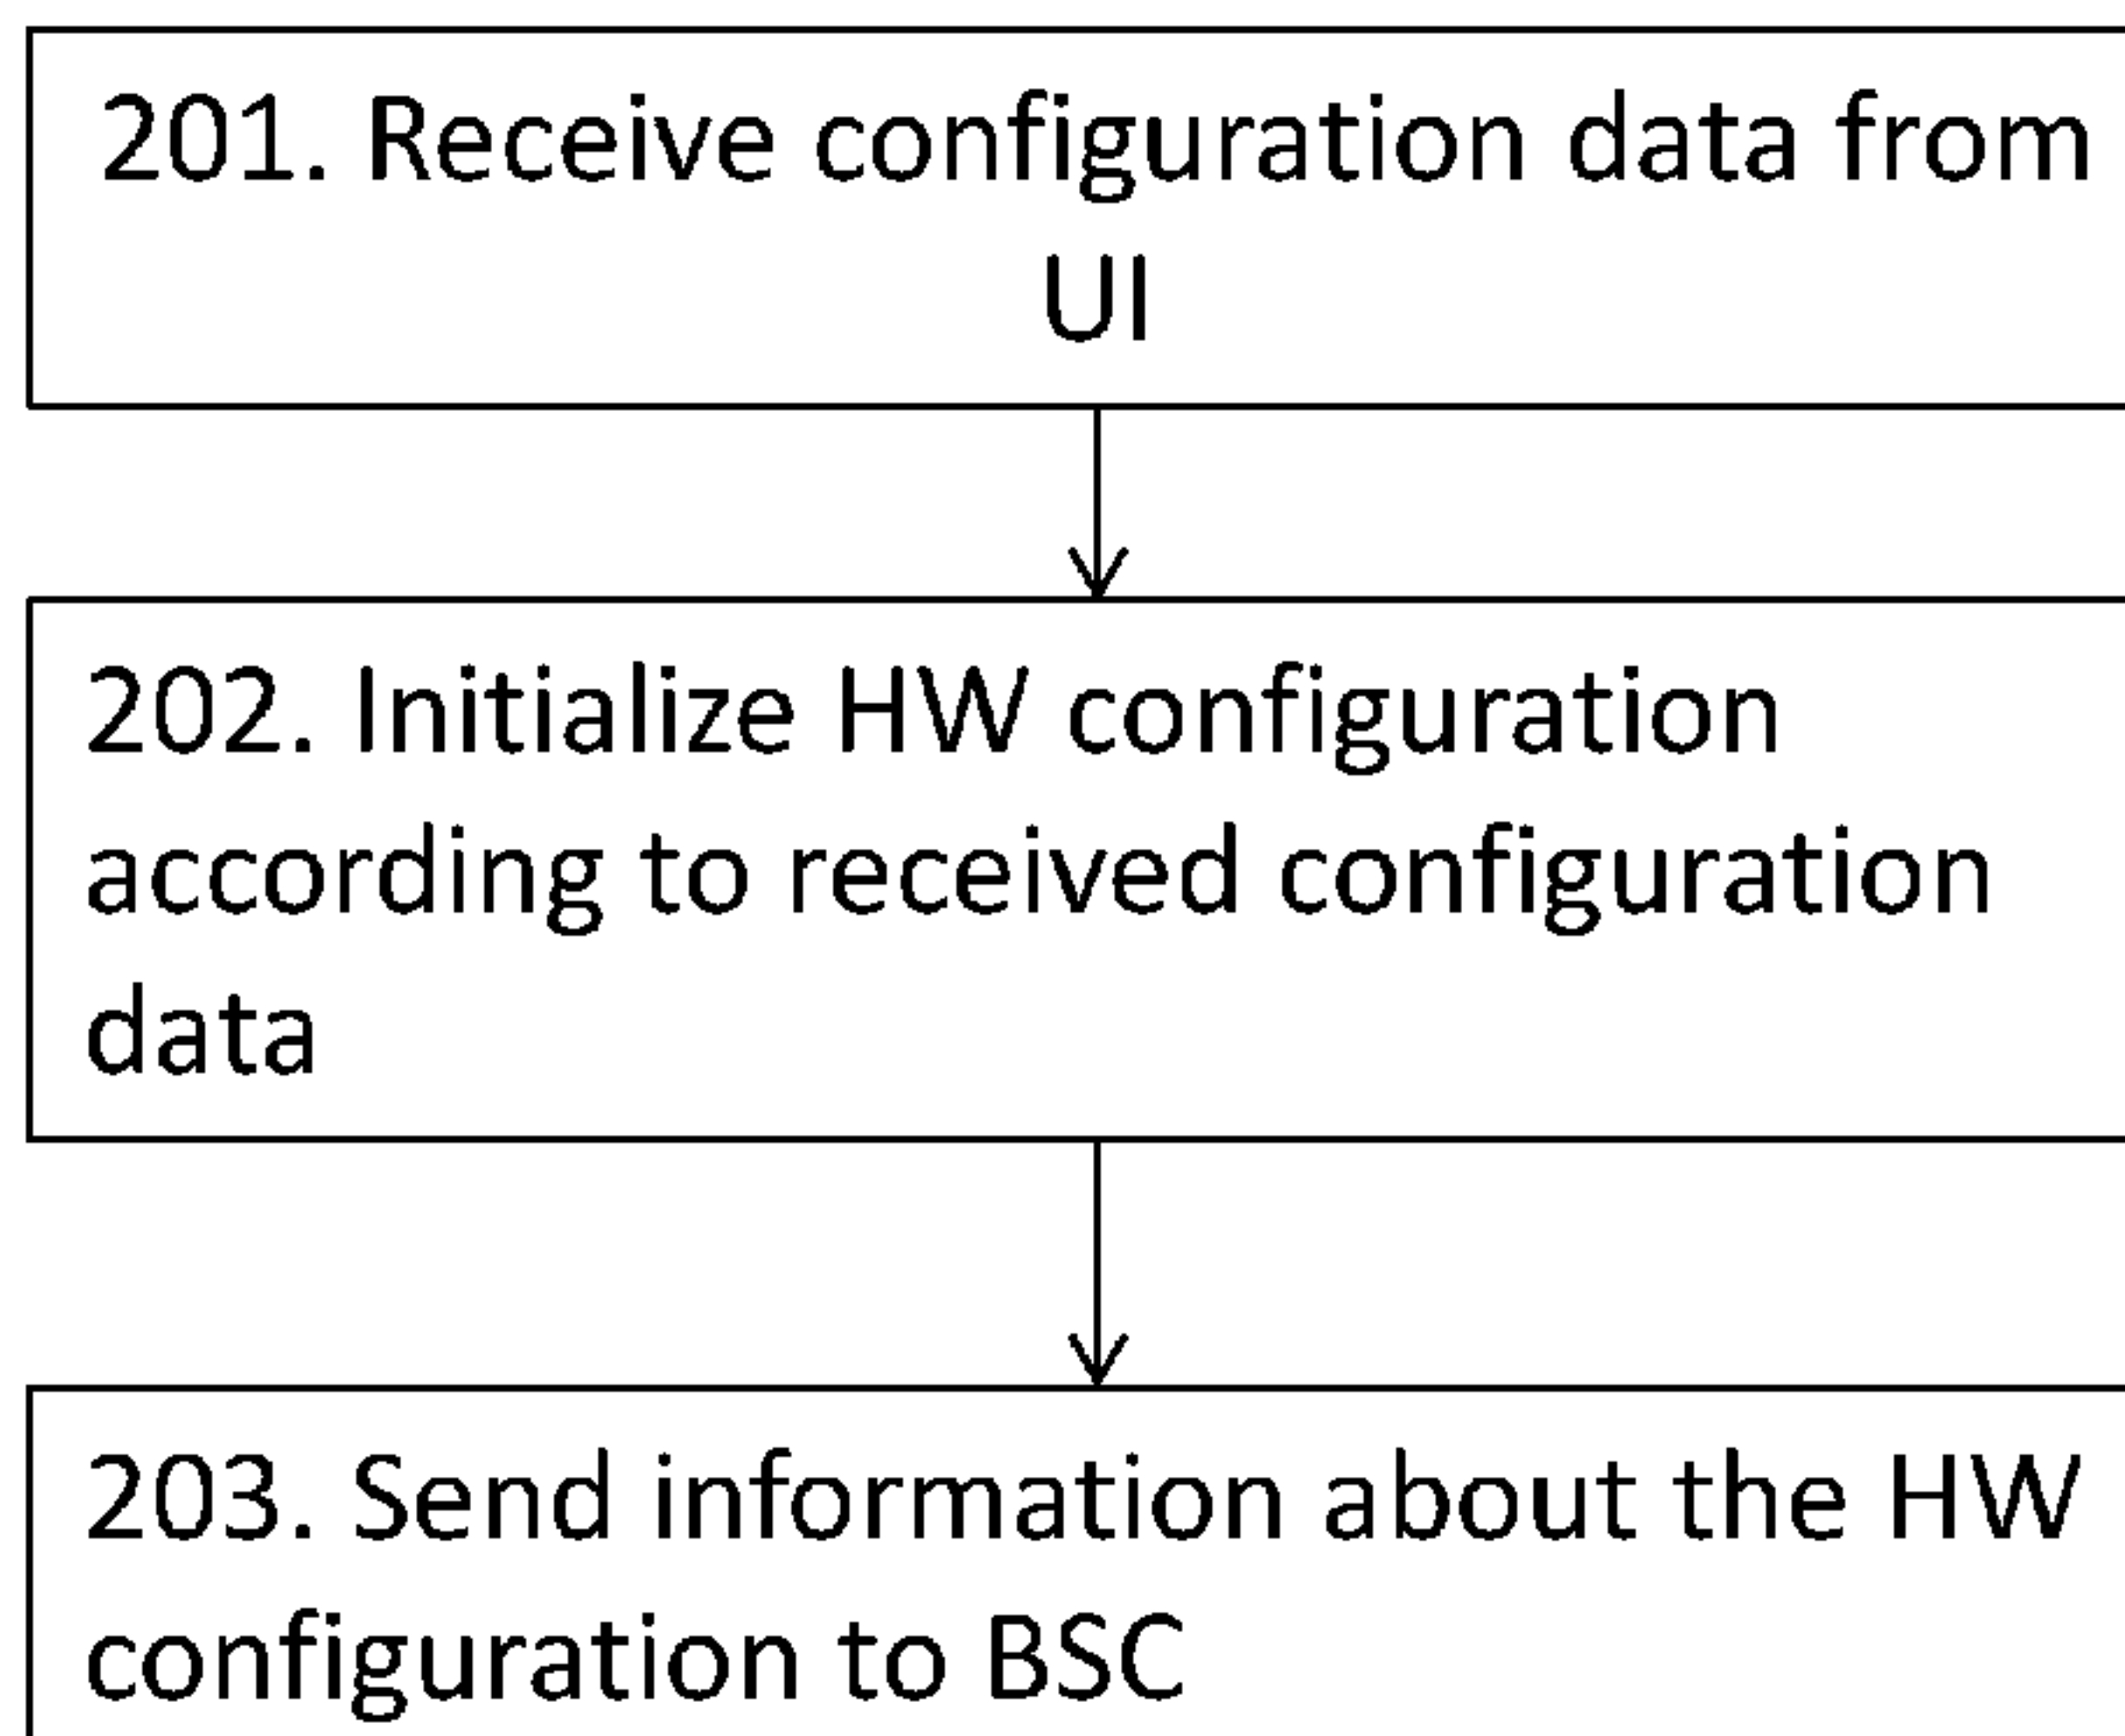 201. Receive configuration data from
UI
202. Initialize HW configuration
according to received configuration
data
203. Send information about the HW
configuration to BSC